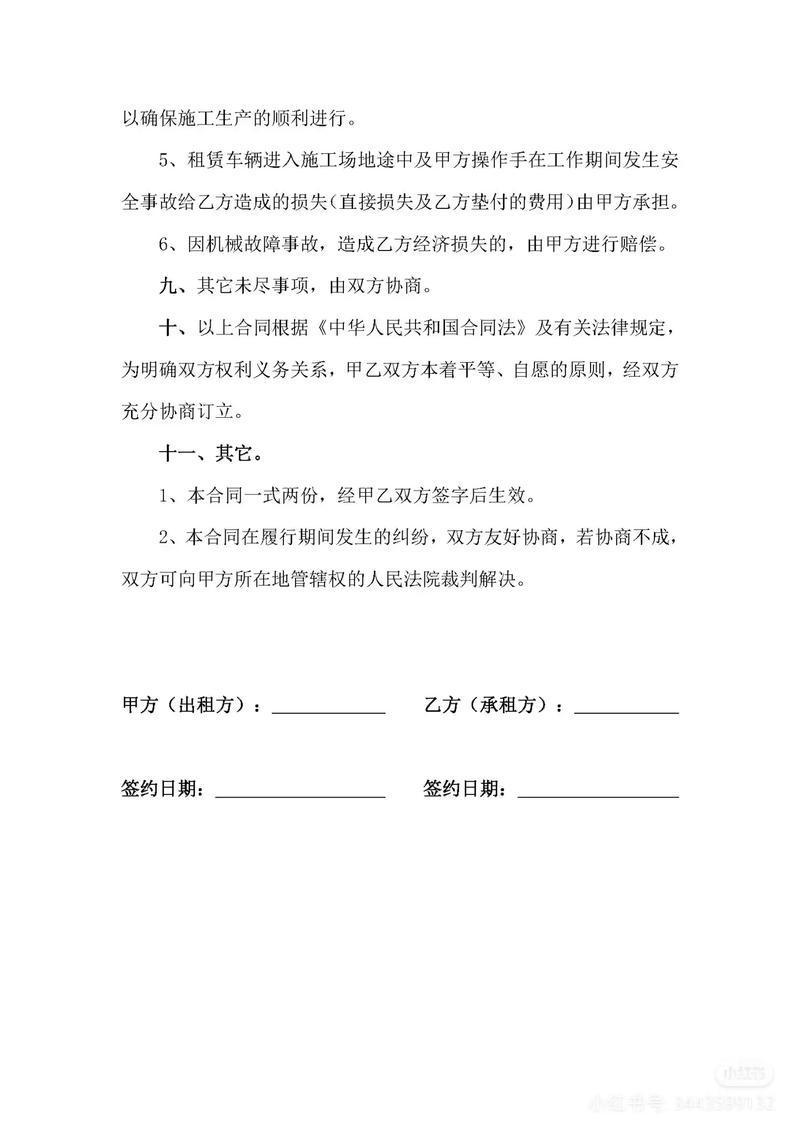 以确保施工生产的顺利进行。
5、租赁车辆进入施工场地途中及甲方操作手在工作期间发生安
全事故给乙方造成的损失（直接损失及乙方垫付的费用）由甲方承担。
6、因机械故障事故，造成乙方经济损失的，由甲方进行赔偿。
九、其它未尽事项，由双方协商。
十、以上合同根据《中华人民共和国合同法》及有关法律规定，
为明确双方权利义务关系，甲乙双方本着平等、自愿的原则，经双方
充分协商订立。
十一、其它。
1、本合同一式两份，经甲乙双方签字后生效。
2、本合同在履行期间发生的纠纷，双方友好协商，若协商不成，
双方可向甲方所在地管辖权的人民法院裁判解决。
甲方（出租方）：____________ 乙方（承租方）：___________
签约日期：__________________ 签约日期：_________________
小红书
小红书号: 3443589132